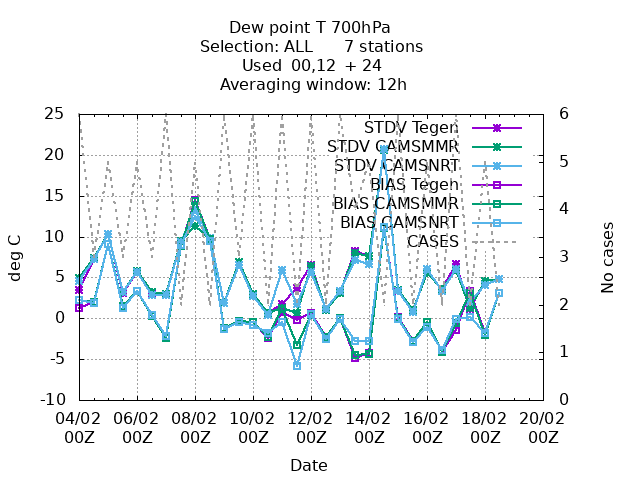 Dew point T 700hPa
Selection: ALL 7 stations
Used 00,12 + 24
Averaging window: 12h
25 6
STDV Tegen
STDV CAMSMMR
20 5
STDV CAMSNRT
BIAS Tegen
BIAS CAMSMMR
15 4
BIAS CAMSNRT
CASES
10 3
deg C No cases
5 2
0
-5 1
-10 0
04/02 06/02 08/02 10/02 12/02 14/02 16/02 18/02 20/02
00Z 00Z 00Z 00Z 00Z 00Z 00Z 00Z 00Z
Date